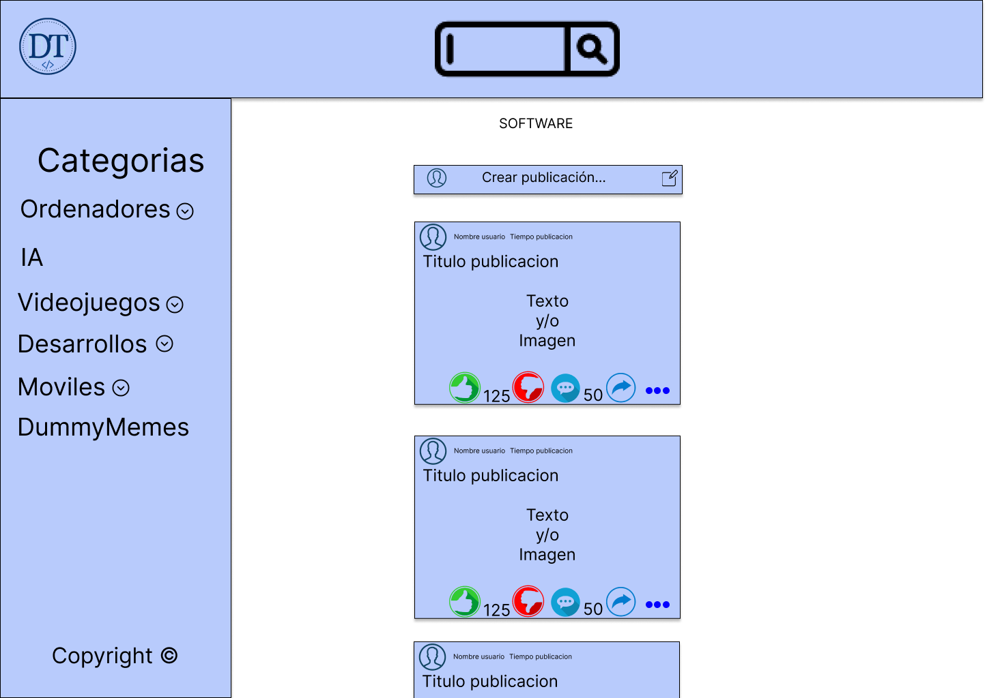 DT
</>
SOFTWARE
Categorias
Ordenadores
IA
Videojuegos
Desarrollos
Moviles
DummyMemes
Copyright ©
Crear publicación...
Nombre usuario Tiempo publicacion
Titulo publicacion
Texto
y/o
Imagen
125 50
Nombre usuario Tiempo publicacion
Titulo publicacion
Texto
y/o
Imagen
125 50
Nombre usuario Tiempo publicacion
Titulo publicacion